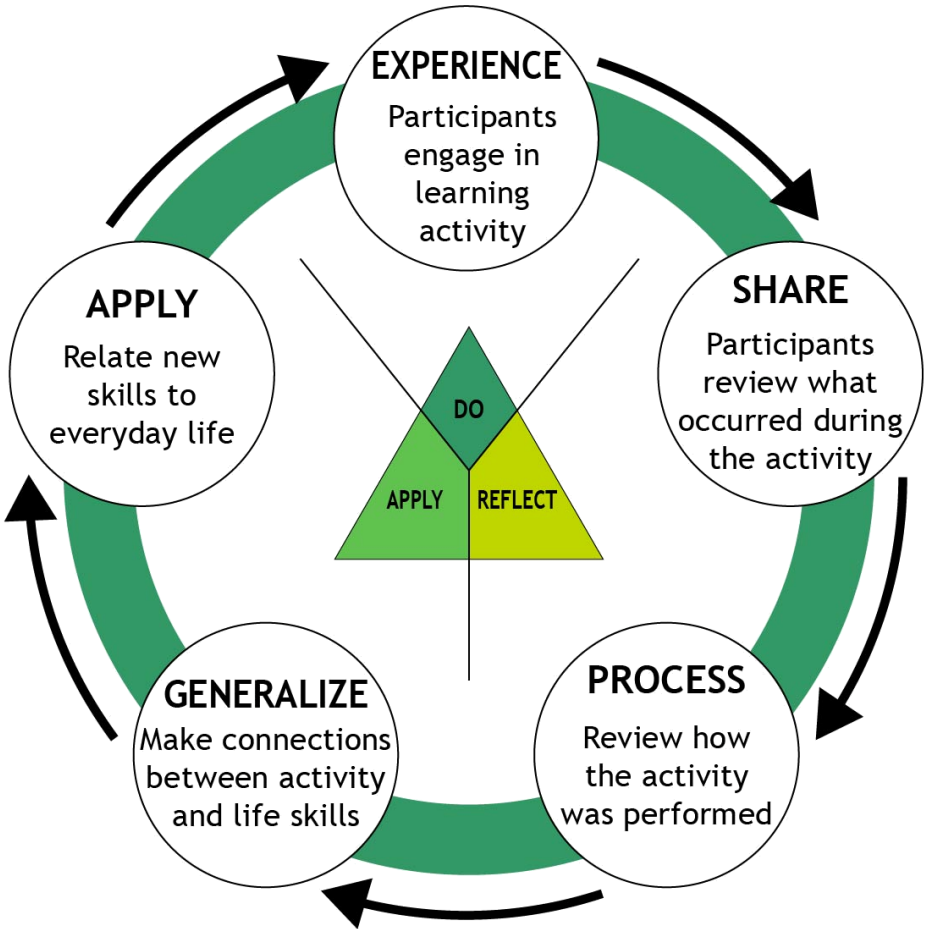 EXPERIENCE
Participants
engage in
learning
activity
SHARE
Participants
review what
occurred during
the activity
PROCESS
Review how
the activity
was performed
GENERALIZE
Make connections
between activity
and life skills
APPLY
Relate new
skills to
everyday life
DO
APPLY
REFLECT